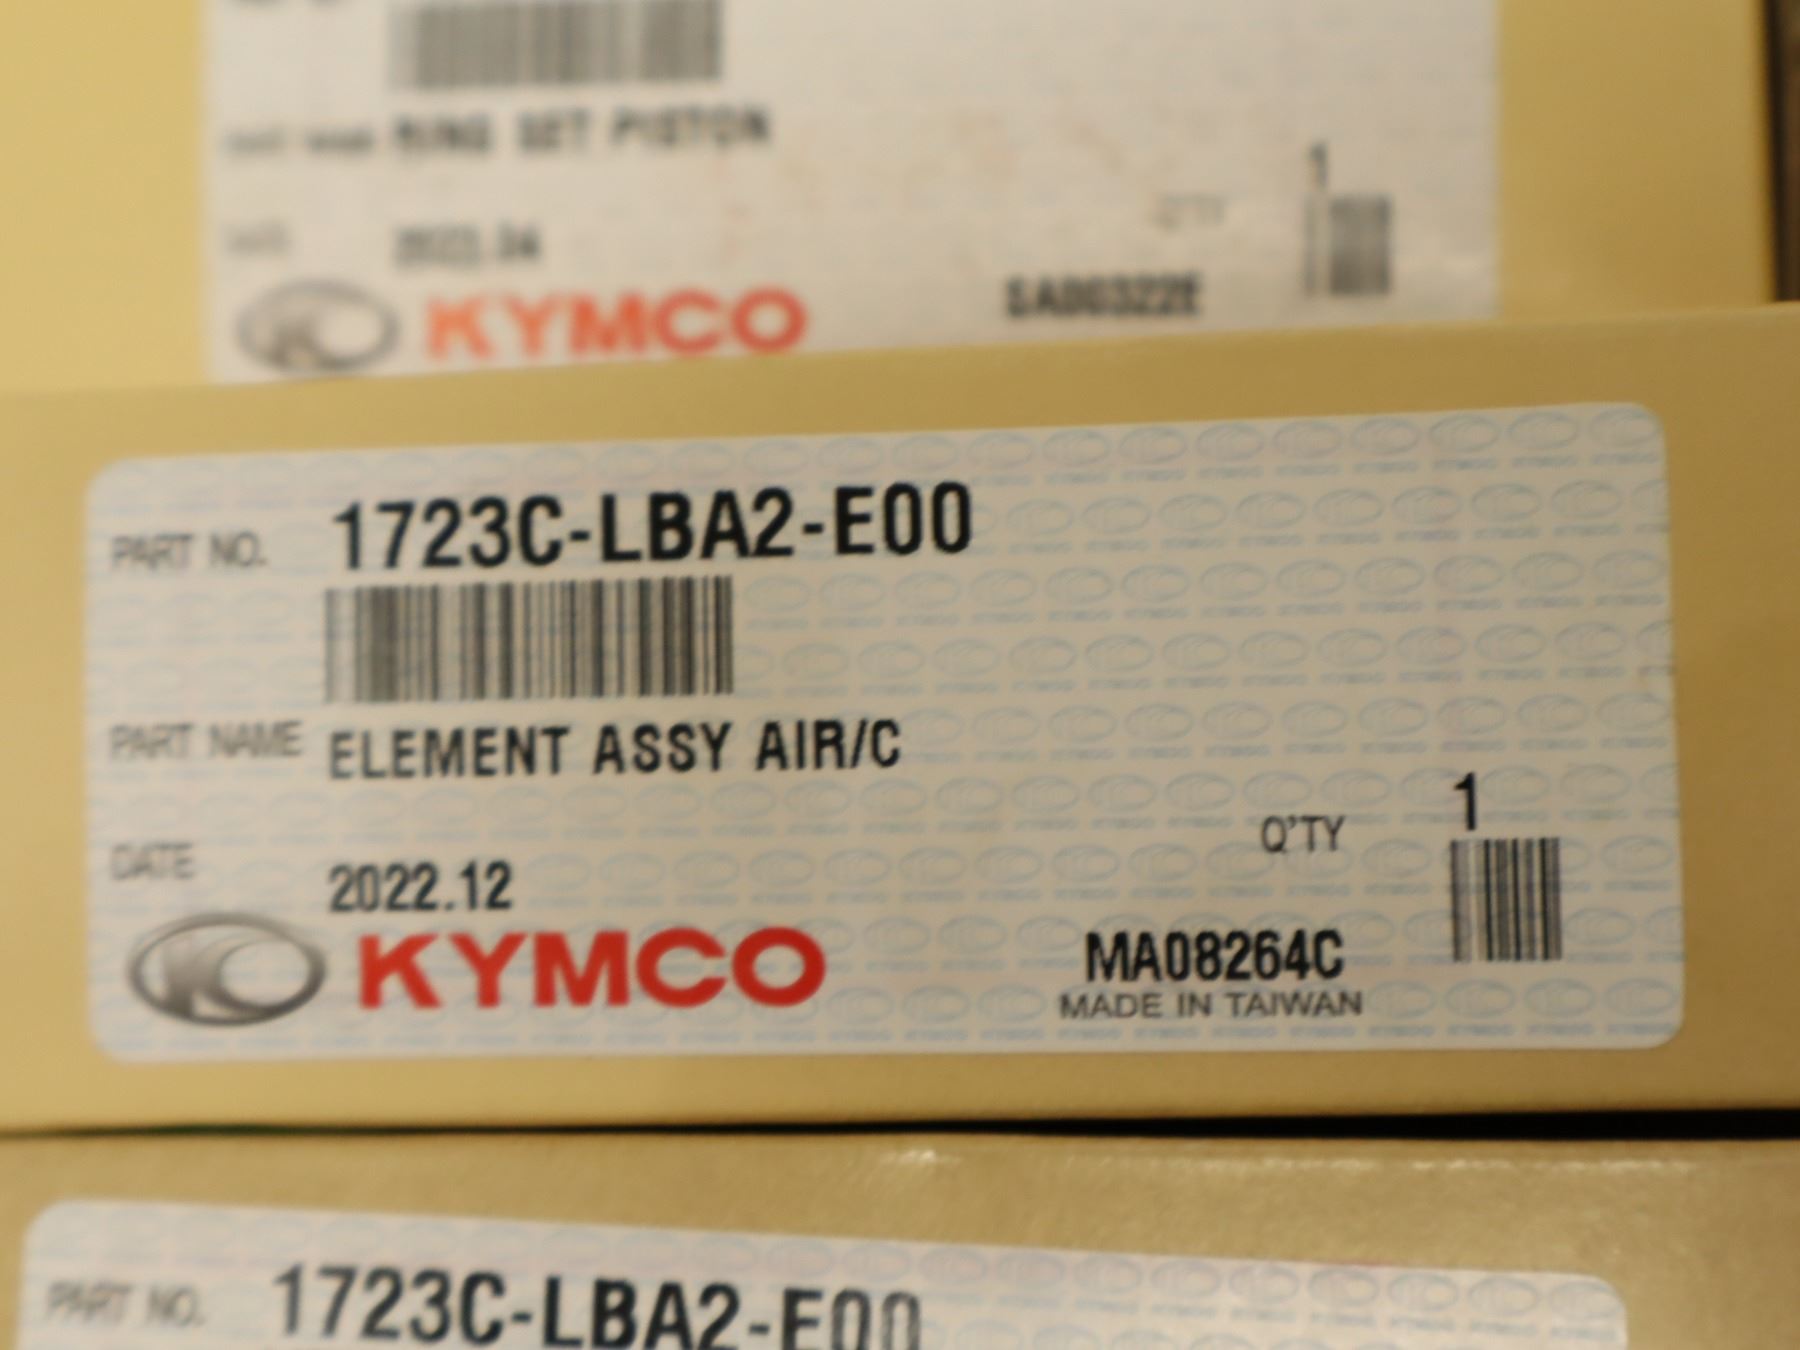 RING SET PISTON
1
Q'TY
KYMCO
PART NO. 1723C-LBA2-E00
PART NAME ELEMENT ASSY AIR/C
Q'TY 1
DATE 2022.12
KYMCO
MA08264C
MADE IN TAIWAN
PART NO. 1723C-LBA2-E00